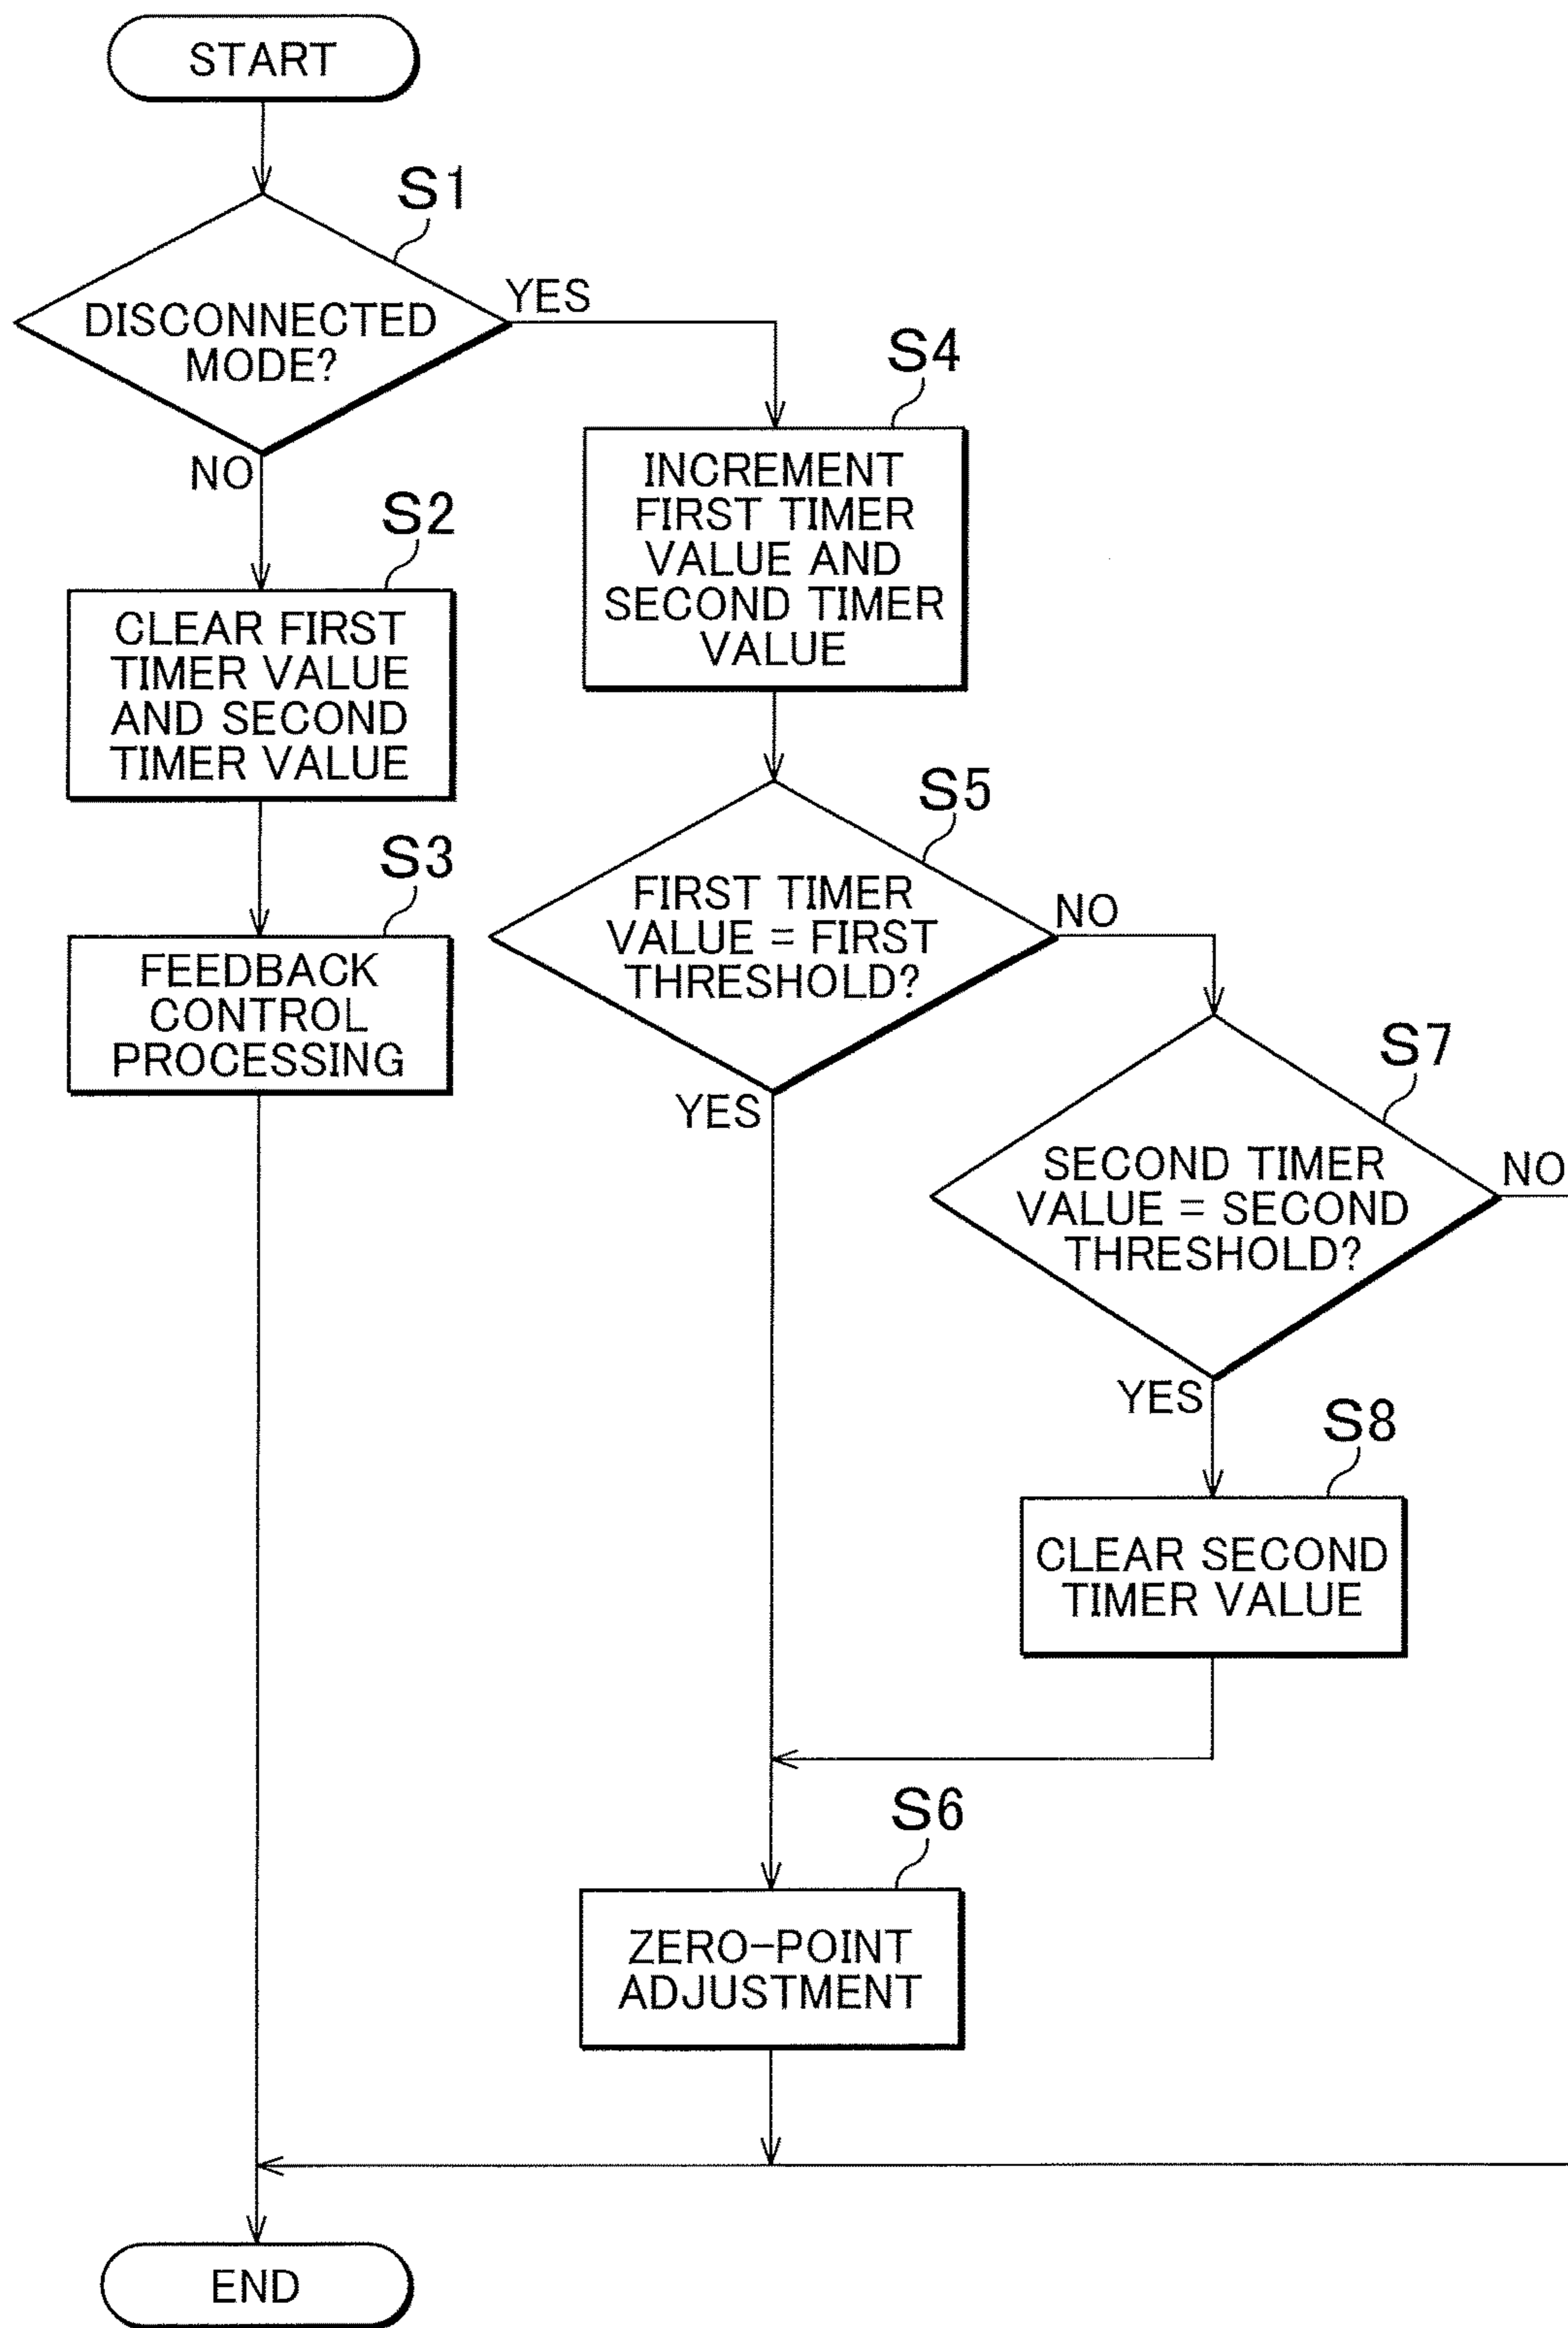 START
S1
DISCONNECTED
MODE?
YES
NO
S2
CLEAR FIRST
TIMER VALUE
AND SECOND
TIMER VALUE
S3
FEEDBACK
CONTROL
PROCESSING
S4
INCREMENT
FIRST TIMER
VALUE AND
SECOND TIMER
VALUE
S5
FIRST TIMER
VALUE = FIRST
THRESHOLD?
NO
YES
S7
SECOND TIMER
VALUE = SECOND
THRESHOLD?
NO
YES
S8
CLEAR SECOND
TIMER VALUE
S6
ZERO-POINT
ADJUSTMENT
END